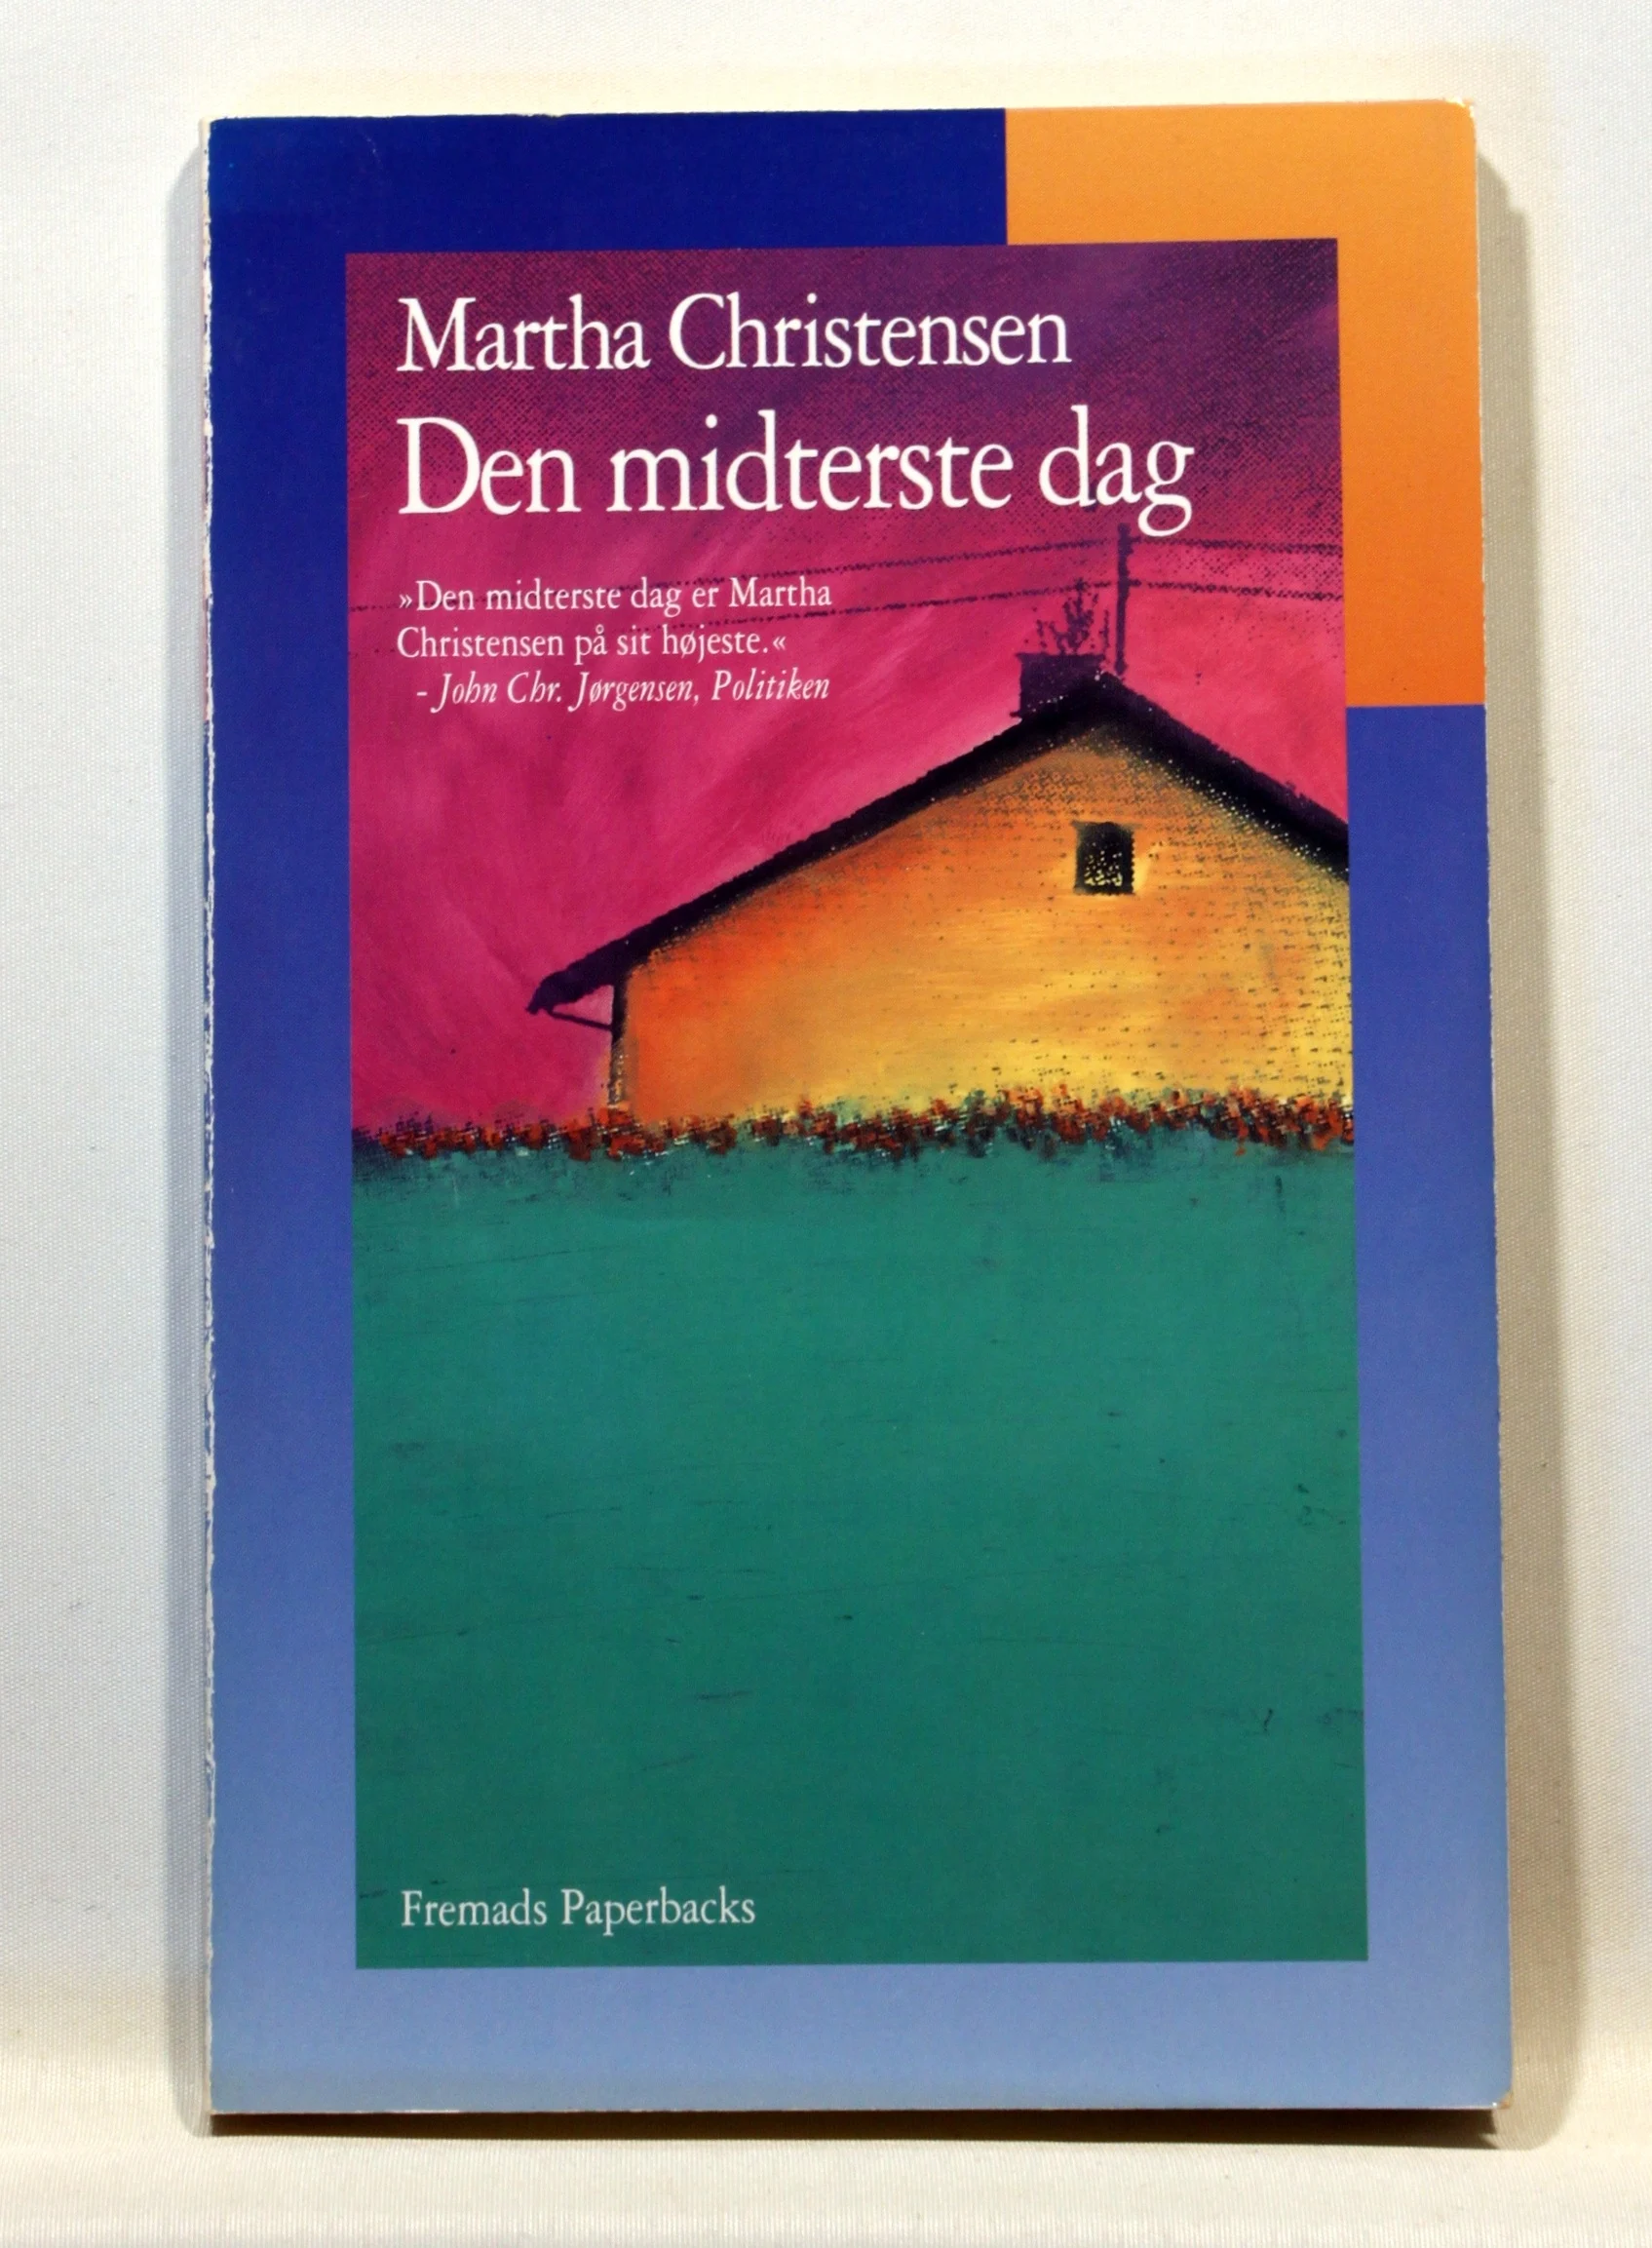 Martha Christensen
Den midterste dag
»Den midterste dag er Martha
Christensen på sit højeste.«
- John Chr. Jørgensen, Politiken
Fremads Paperbacks